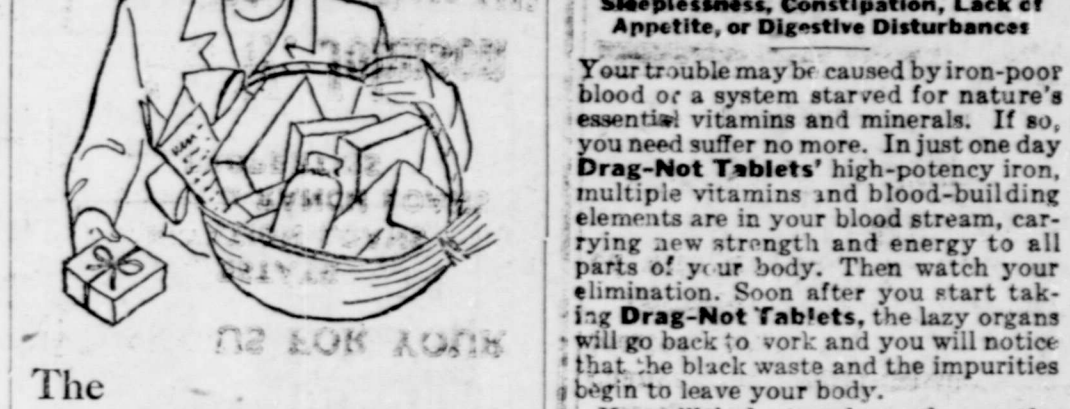 The
Sleeplessness, Constipation, Lack of
Appetite, or Digestive Disturbances
Your trouble may be caused by iron-poor
blood or a system starved for nature's
essential vitamins and minerals. If so,
you need suffer no more. In just one day
Drag-Not Tablets' high-potency iron,
multiple vitamins and blood-building
elements are in your blood stream, car-
rying new strength and energy to all
parts of your body. Then watch your
elimination. Soon after you start tak-
ing Drag-Not Tablets, the lazy organs
will go back to work and you will notice
that the black waste and the impurities
begin to leave your body.